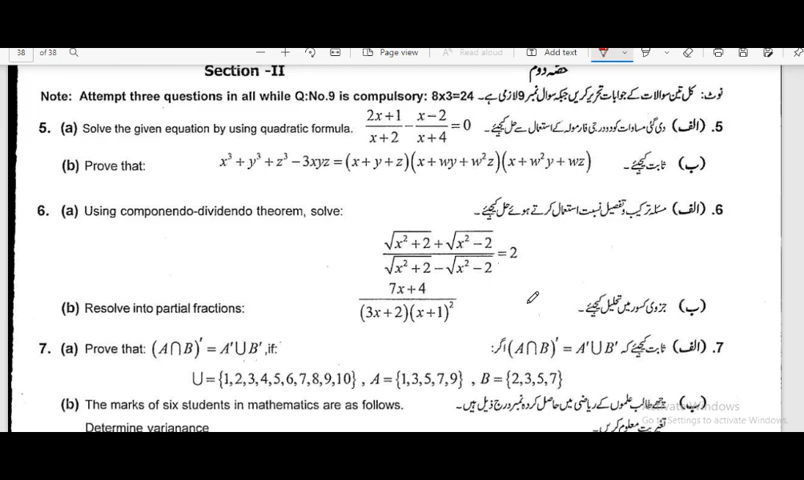 38 of 38 Page view Read aloud Add text
Section -II حصہ دوم
Note: Attempt three questions in all while Q:No.9 is compulsory: 8x3=24 نوٹ: کل تین سوالات کے جوابات تحریر کریں جبکہ سوال نمبر 9 لازمی ہے۔
5. (a) Solve the given equation by using quadratic formula. (2x+1)/(x+2) − (x−2)/(x+4) = 0 5. (الف) دی گئی مساوات کو دو درجی فارمولہ کے استعمال سے حل کیجئے۔
(b) Prove that: x³ + y³ + z³ − 3xyz = (x + y + z)(x + wy + w²z)(x + w²y + wz) (ب) ثابت کیجئے۔
6. (a) Using componendo-dividendo theorem, solve: 6. (الف) مسئلہ ترکیب و تفصیل نسبت استعمال کرتے ہوئے حل کیجئے۔
(√(x²+2) + √(x²−2)) / (√(x²+2) − √(x²−2)) = 2
(b) Resolve into partial fractions: (7x+4) / ((3x+2)(x+1)²) (ب) جزوی کسور میں تحلیل کیجئے۔
7. (a) Prove that: (A∩B)′ = A′∪B′ ,if: 7. (الف) ثابت کیجئے کہ (A∩B)′ = A′∪B′ اگر:
U = {1,2,3,4,5,6,7,8,9,10} , A = {1,3,5,7,9} , B = {2,3,5,7}
(b) The marks of six students in mathematics are as follows. (ب) چھ طالب علموں کے ریاضی میں حاصل کردہ نمبر درج ذیل ہیں۔
Determine varianance تغیریت معلوم کریں۔
Activate Windows
Go to Settings to activate Windows.